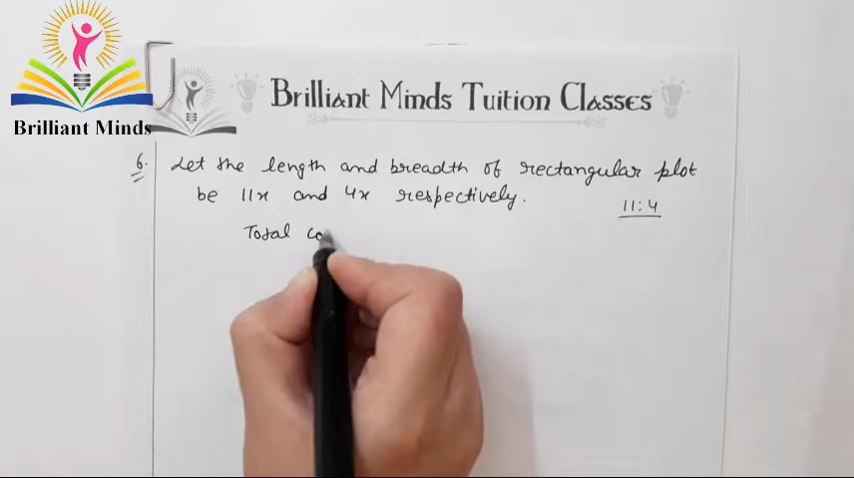 Brilliant Minds Tuition Classes
Brilliant Minds
6. Let the length and breadth of rectangular plot
be 11x and 4x respectively.
11:4
Total co